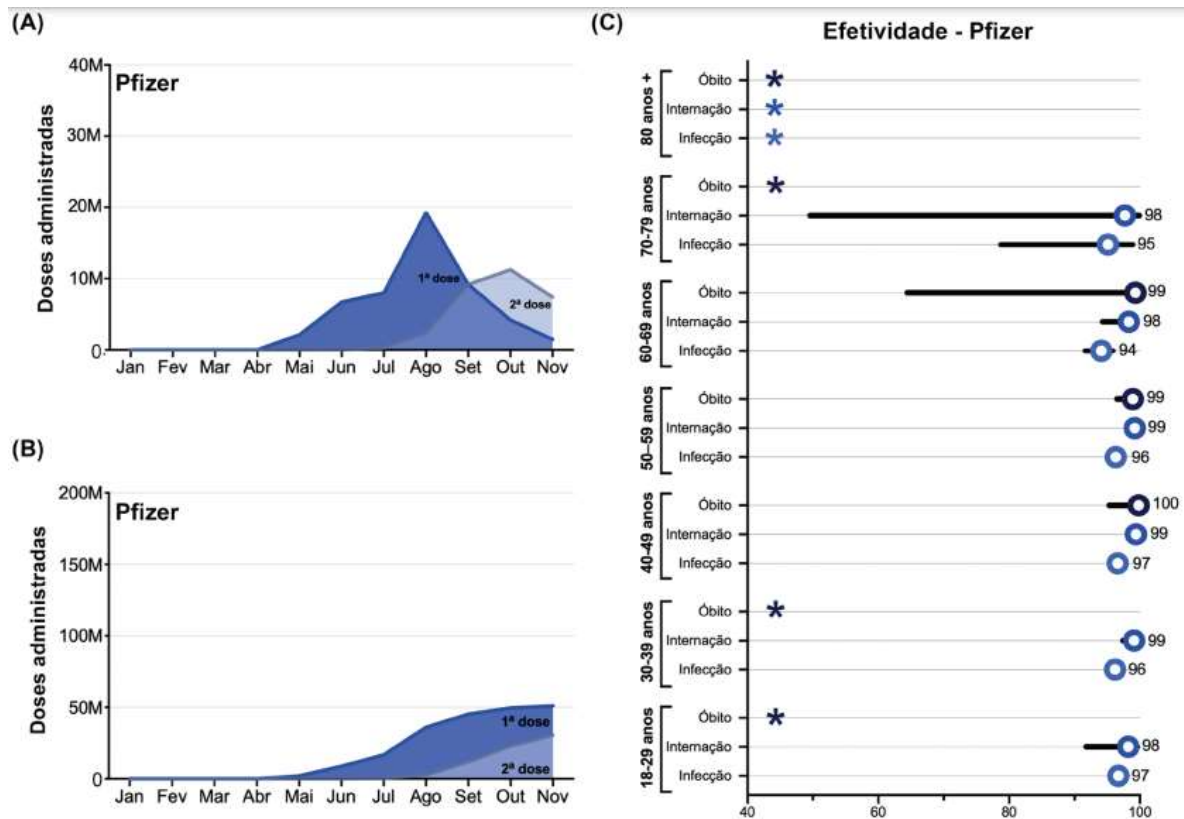 (A)
Pfizer
Doses administradas
40M
30M
20M
10M
0
1ª dose
2ª dose
Jan Fev Mar Abr Mai Jun Jul Ago Set Out Nov
(B)
Pfizer
Doses administradas
200M
150M
100M
50M
0
1ª dose
2ª dose
Jan Fev Mar Abr Mai Jun Jul Ago Set Out Nov
(C)
Efetividade - Pfizer
80 anos +
Óbito *
Internação *
Infecção *
70-79 anos
Óbito *
Internação 98
Infecção 95
60-69 anos
Óbito 99
Internação 98
Infecção 94
50–59 anos
Óbito 99
Internação 99
Infecção 96
40-49 anos
Óbito 100
Internação 99
Infecção 97
30-39 anos
Óbito *
Internação 99
Infecção 96
18-29 anos
Óbito *
Internação 98
Infecção 97
40 60 80 100